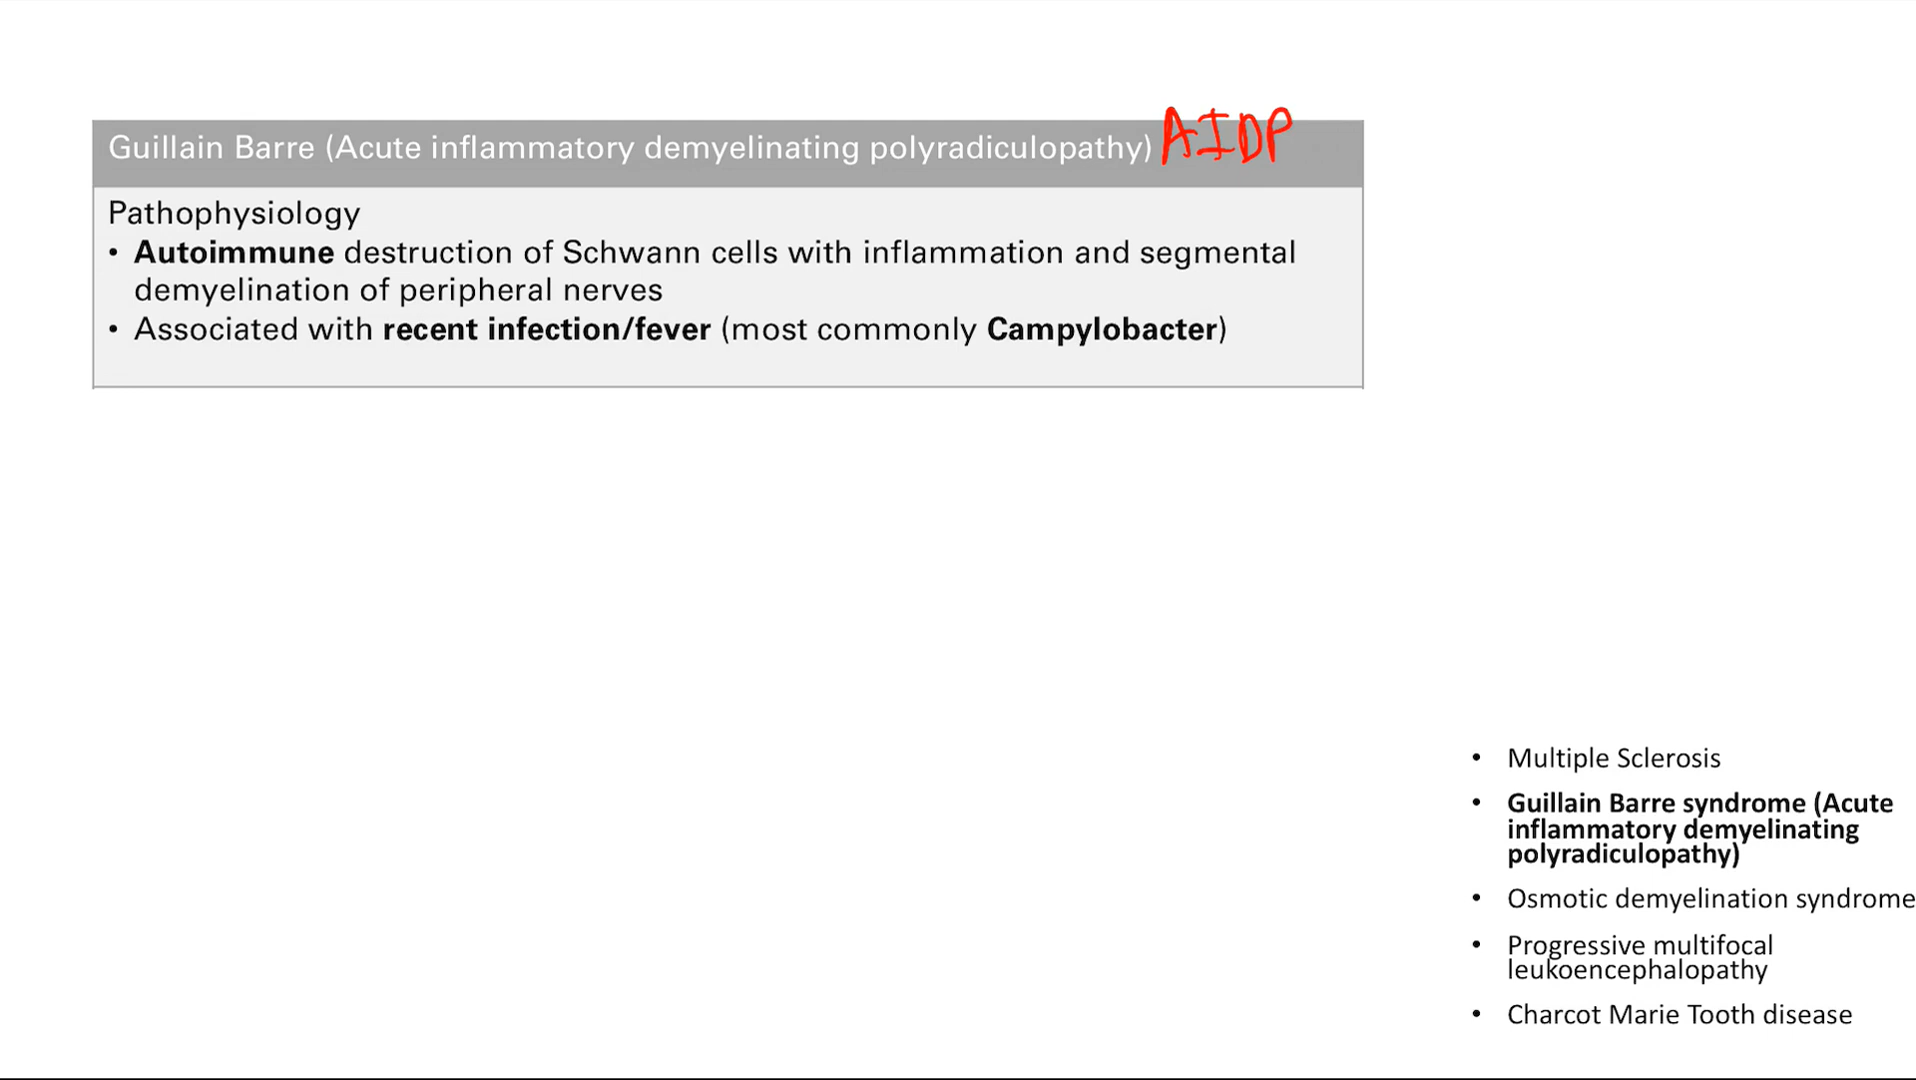 Guillain Barre (Acute inflammatory demyelinating polyradiculopathy) AIDP
Pathophysiology
• Autoimmune destruction of Schwann cells with inflammation and segmental
demyelination of peripheral nerves
• Associated with recent infection/fever (most commonly Campylobacter)
• Multiple Sclerosis
• Guillain Barre syndrome (Acute
inflammatory demyelinating
polyradiculopathy)
• Osmotic demyelination syndrome
• Progressive multifocal
leukoencephalopathy
• Charcot Marie Tooth disease